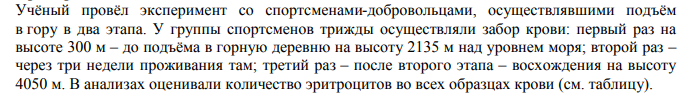 Учёный провёл эксперимент со спортсменами-добровольцами, осуществлявшими подъём
в гору в два этапа. У группы спортсменов трижды осуществляли забор крови: первый раз на
высоте 300 м – до подъёма в горную деревню на высоту 2135 м над уровнем моря; второй раз –
через три недели проживания там; третий раз – после второго этапа – восхождения на высоту
4050 м. В анализах оценивали количество эритроцитов во всех образцах крови (см. таблицу).